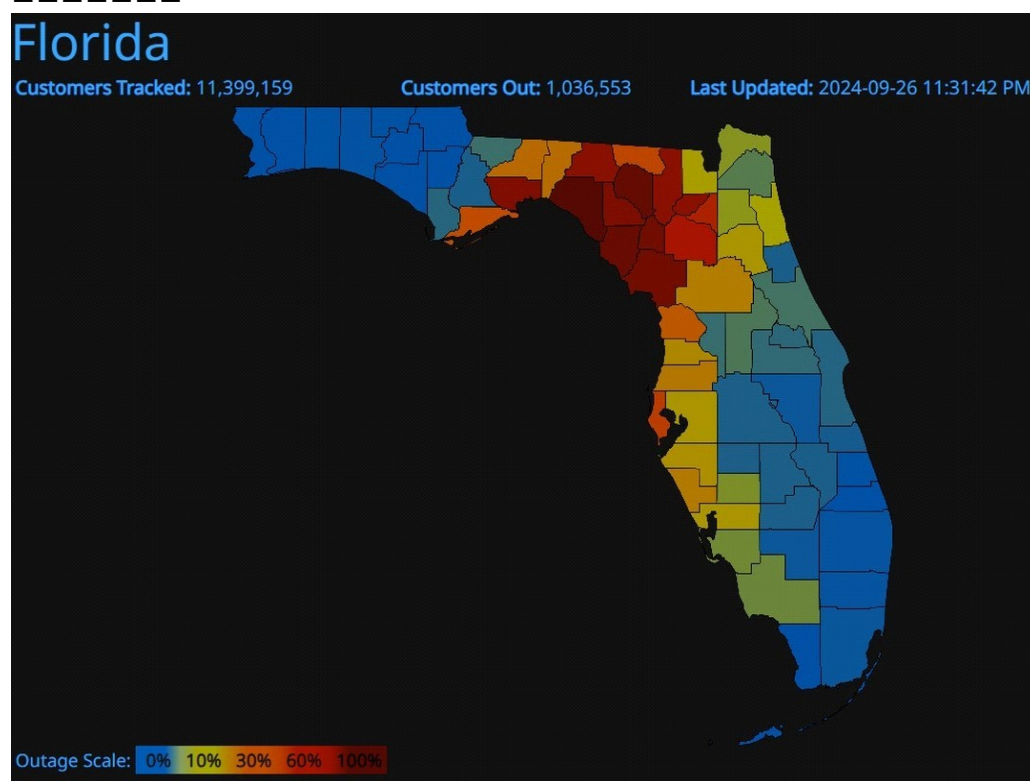 Florida
Customers Tracked: 11,399,159 Customers Out: 1,036,553 Last Updated: 2024-09-26 11:31:42 PM
Outage Scale: 0% 10% 30% 60% 100%